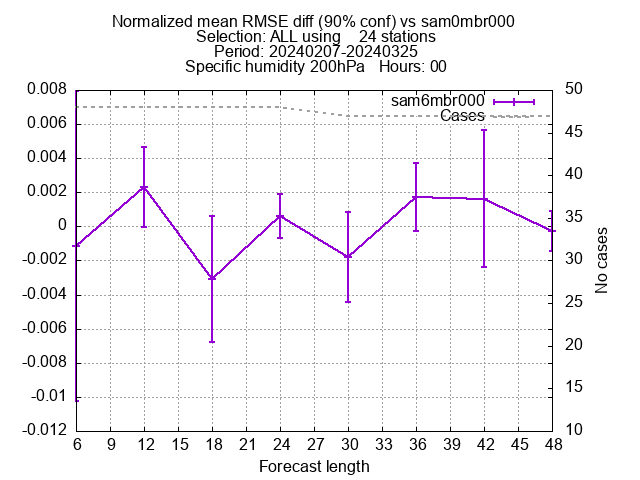 Normalized mean RMSE diff (90% conf) vs sam0mbr000
Selection: ALL using    24 stations
Period: 20240207-20240325
Specific humidity 200hPa   Hours: 00
sam6mbr000
Cases
0.008
0.006
0.004
0.002
0
-0.002
-0.004
-0.006
-0.008
-0.01
-0.012
50
45
40
35
30
25
20
15
10
No cases
6 9 12 15 18 21 24 27 30 33 36 39 42 45 48
Forecast length